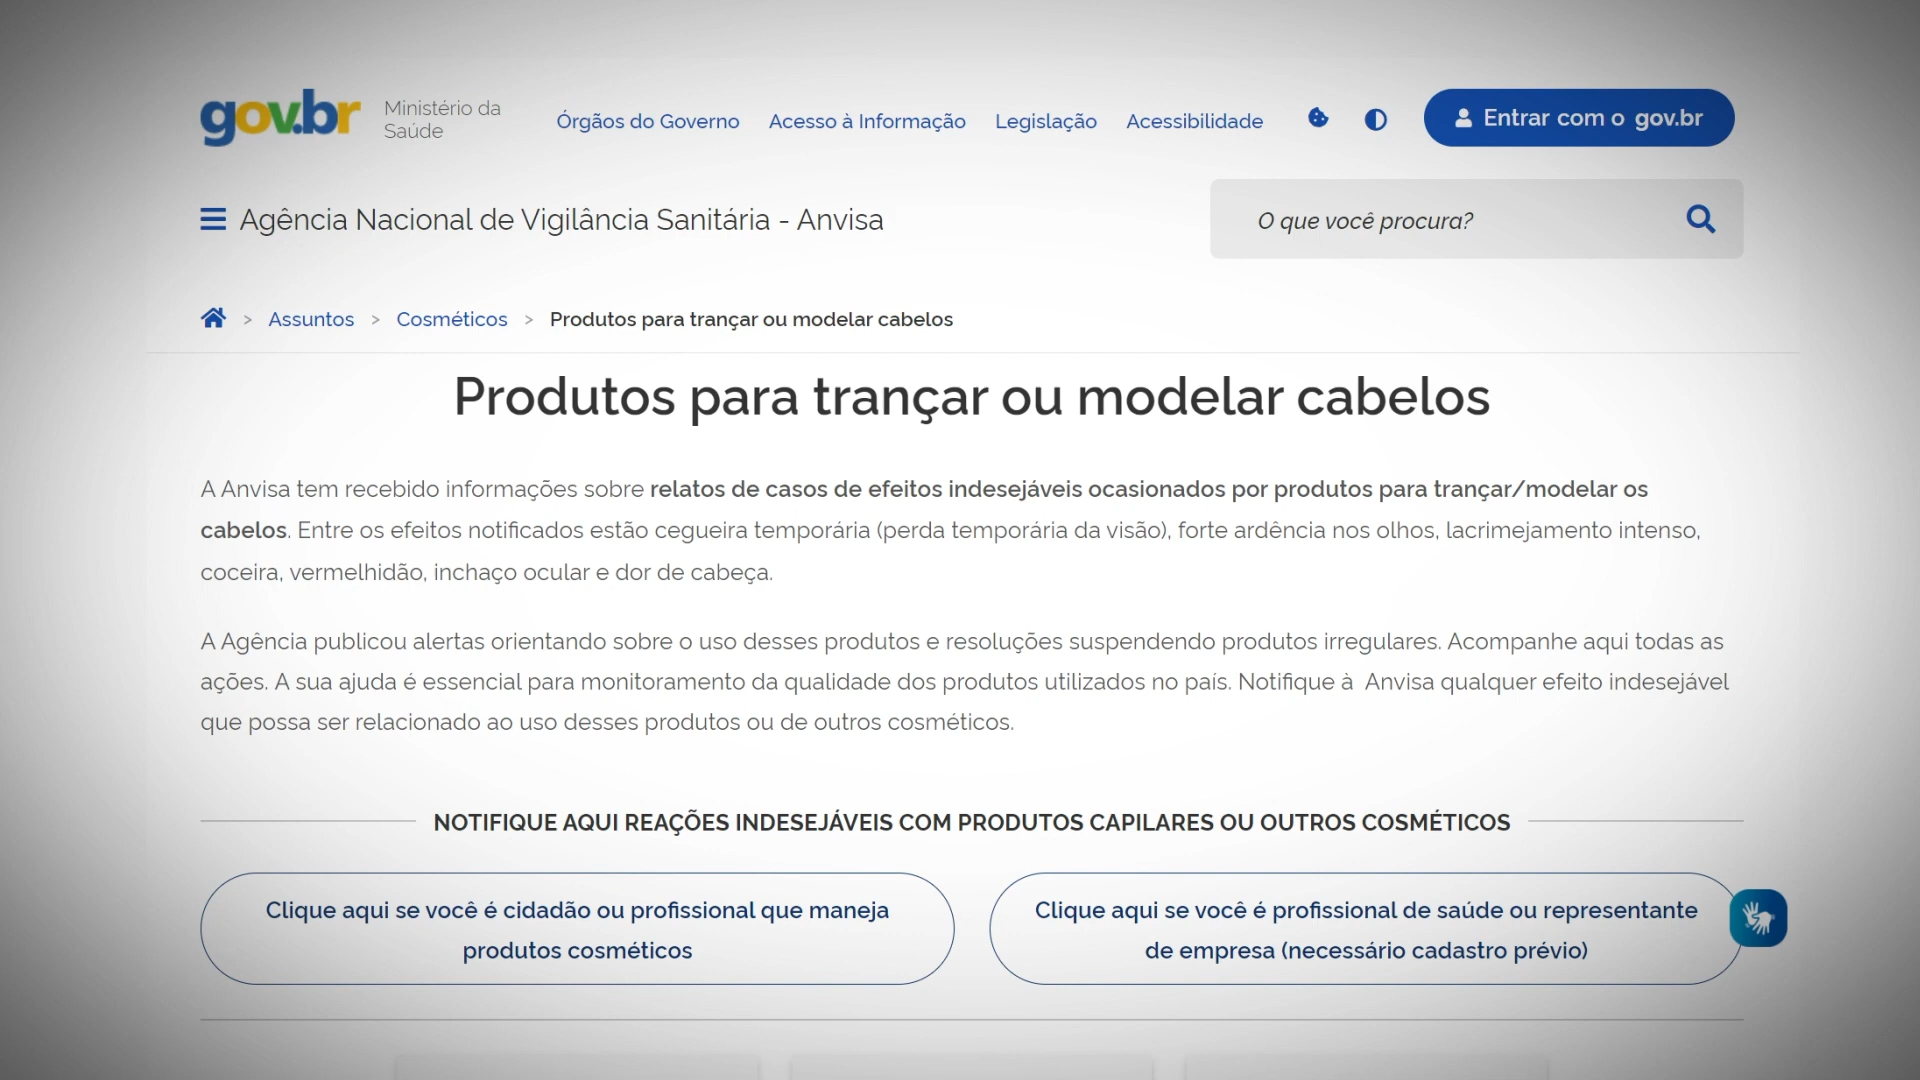 gov.br
Ministério da
Saúde
Órgãos do Governo Acesso à Informação Legislação Acessibilidade
Entrar com o gov.br
Agência Nacional de Vigilância Sanitária - Anvisa
O que você procura?
> Assuntos > Cosméticos > Produtos para trançar ou modelar cabelos
Produtos para trançar ou modelar cabelos
A Anvisa tem recebido informações sobre relatos de casos de efeitos indesejáveis ocasionados por produtos para trançar/modelar os
cabelos. Entre os efeitos notificados estão cegueira temporária (perda temporária da visão), forte ardência nos olhos, lacrimejamento intenso,
coceira, vermelhidão, inchaço ocular e dor de cabeça.
A Agência publicou alertas orientando sobre o uso desses produtos e resoluções suspendendo produtos irregulares. Acompanhe aqui todas as
ações. A sua ajuda é essencial para monitoramento da qualidade dos produtos utilizados no país. Notifique à  Anvisa qualquer efeito indesejável
que possa ser relacionado ao uso desses produtos ou de outros cosméticos.
NOTIFIQUE AQUI REAÇÕES INDESEJÁVEIS COM PRODUTOS CAPILARES OU OUTROS COSMÉTICOS
Clique aqui se você é cidadão ou profissional que maneja
produtos cosméticos
Clique aqui se você é profissional de saúde ou representante
de empresa (necessário cadastro prévio)